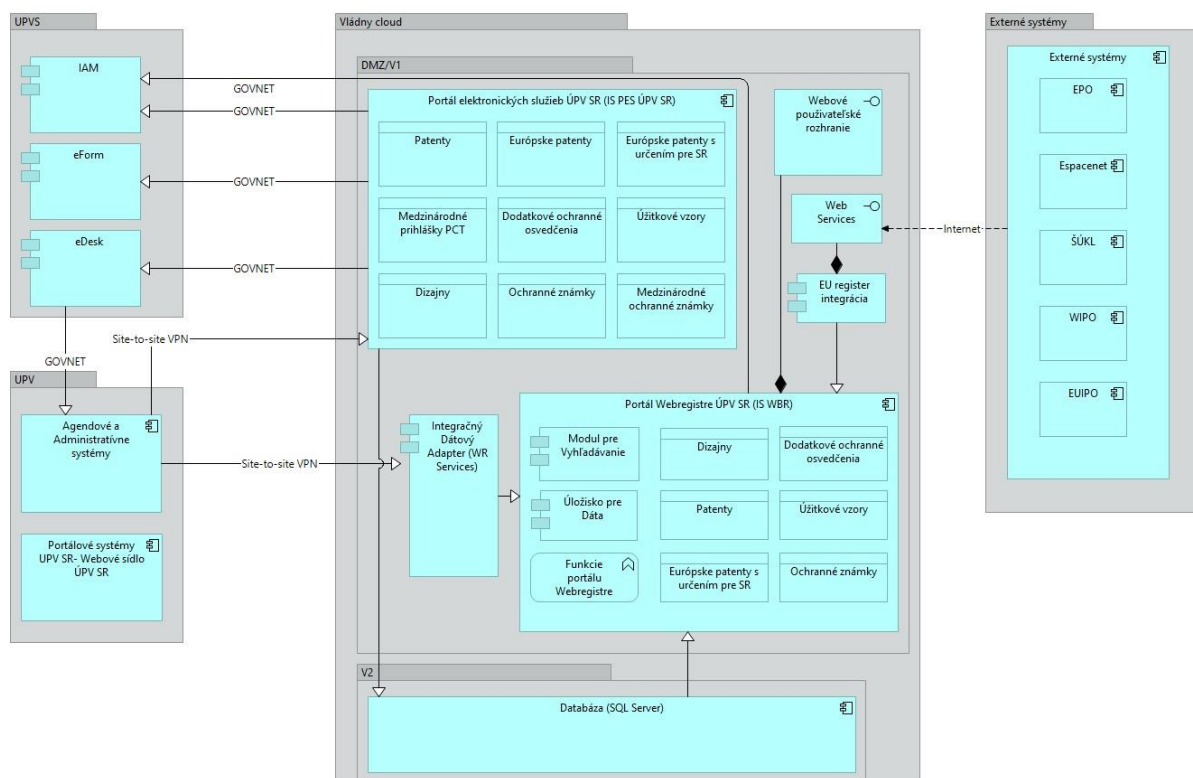 UPVS
IAM
eForm
eDesk
GOVNET
GOVNET
GOVNET
GOVNET
GOVNET
Site-to-site VPN
UPV
Agendové a
Administratívne
systémy
Portálové systémy
UPV SR- Webové sídlo
ÚPV SR
Site-to-site VPN
Vládny cloud
DMZ/V1
Portál elektronických služieb ÚPV SR (IS PES ÚPV SR)
Patenty
Európske patenty
Európske patenty s
určením pre SR
Medzinárodné
prihlášky PCT
Dodatkové ochranné
osvedčenia
Úžitkové vzory
Dizajny
Ochranné známky
Medzinárodné
ochranné známky
Webové
používateľské
rozhranie
Web
Services
EU register
integrácia
Internet
Integračný
Dátový
Adapter (WR
Services)
Portál Webregistre ÚPV SR (IS WBR)
Modul pre
Vyhľadávanie
Dizajny
Dodatkové ochranné
osvedčenia
Úložisko pre
Dáta
Patenty
Úžitkové vzory
Funkcie
portálu
Webregistre
Európske patenty s
určením pre SR
Ochranné známky
V2
Databáza (SQL Server)
Externé systémy
Externé systémy
EPO
Espacenet
ŠÚKL
WIPO
EUIPO